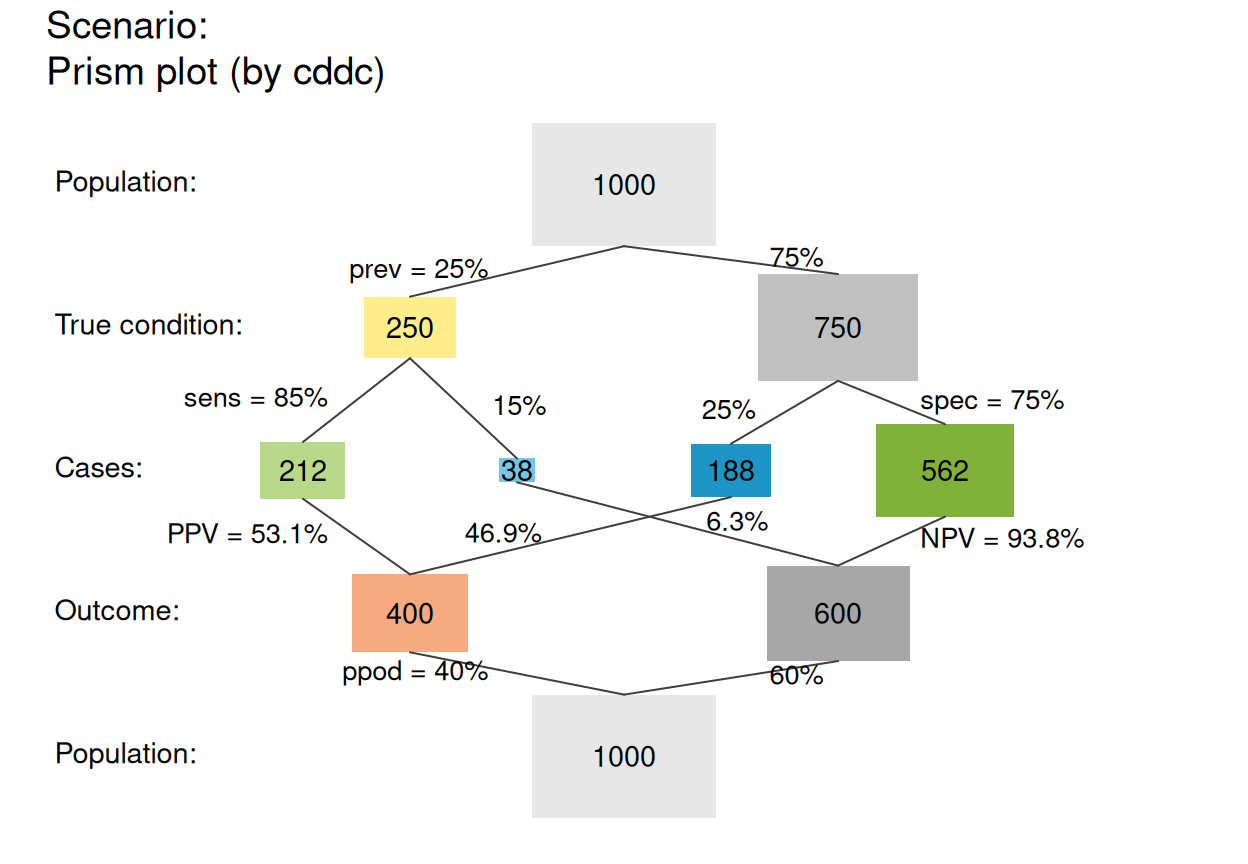 Scenario:
Prism plot (by cddc)
Population:
1000
prev = 25%
75%
True condition:
250
750
sens = 85%
15%
25%
spec = 75%
Cases:
212
38
188
562
PPV = 53.1%
46.9%
6.3%
NPV = 93.8%
Outcome:
400
600
ppod = 40%
60%
Population:
1000